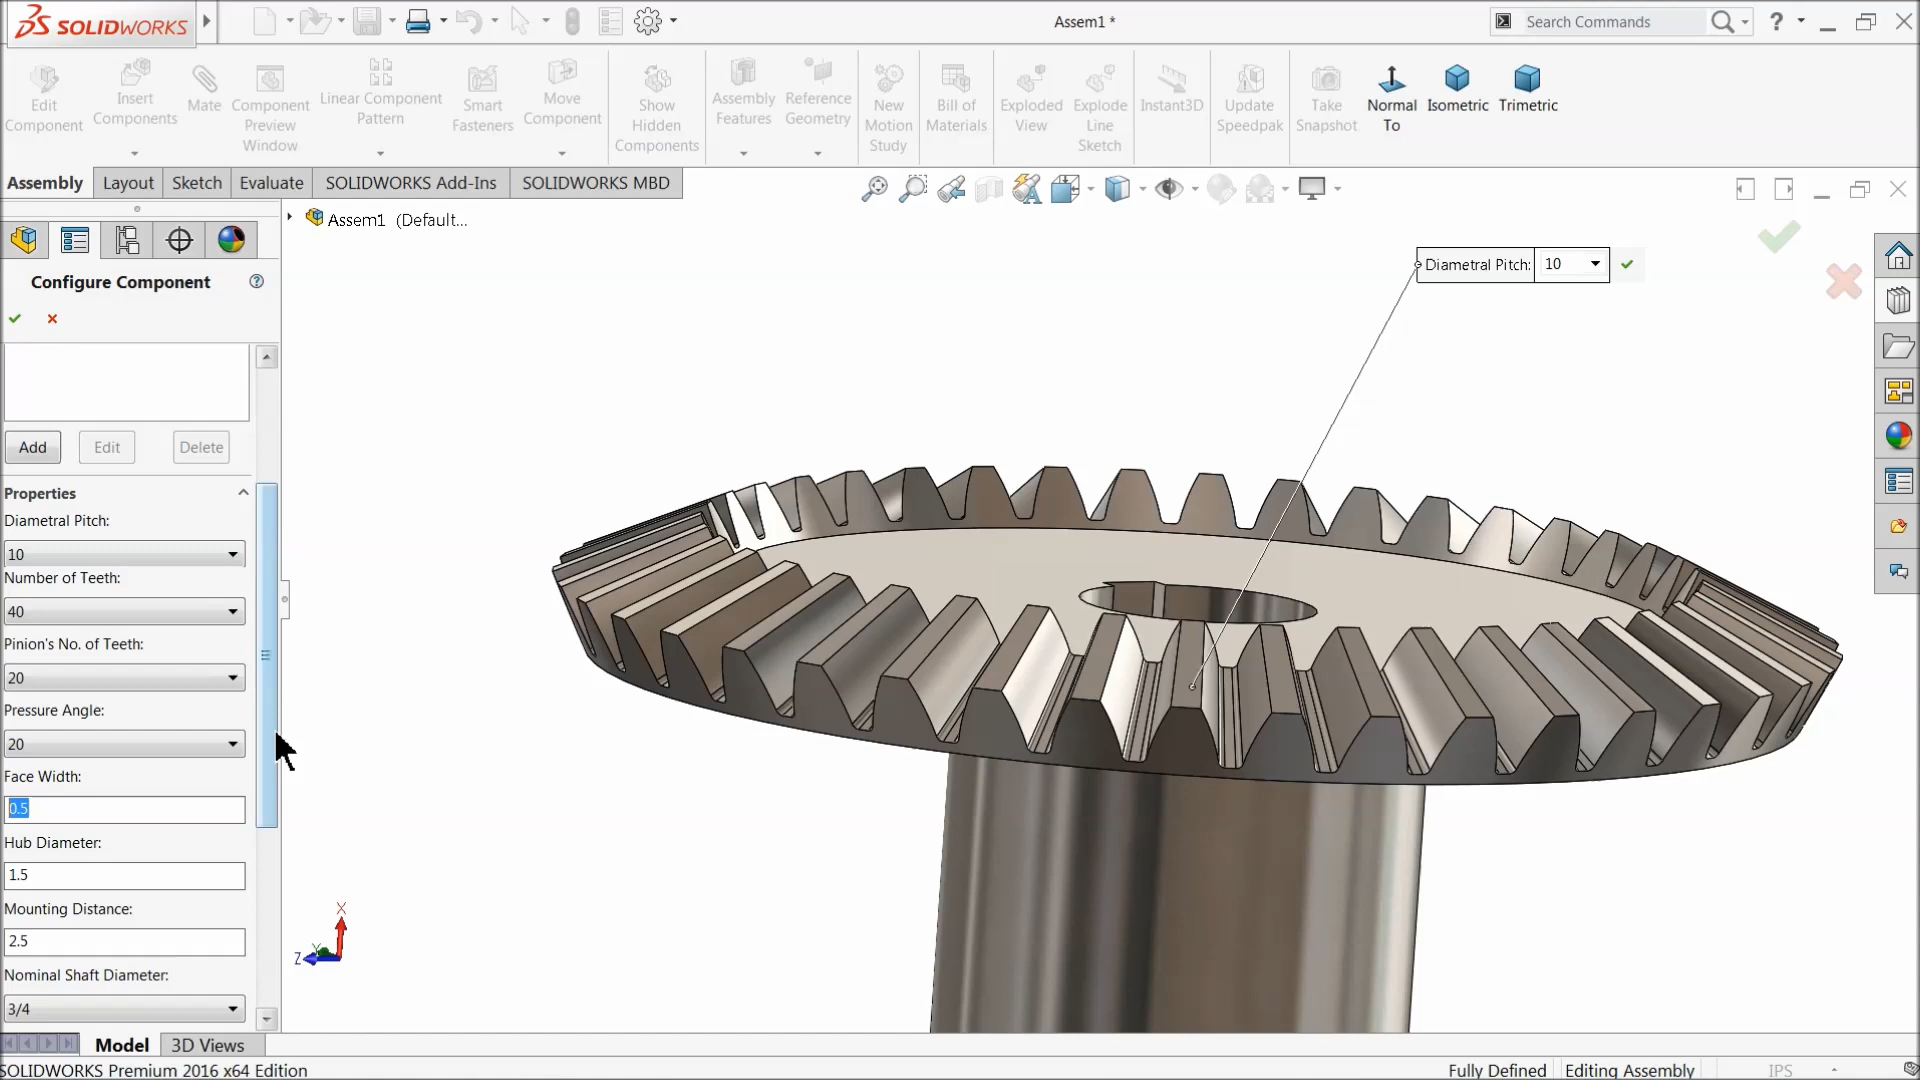 SOLIDWORKS
Assem1 *
Search Commands
?
Edit Component
Insert Components
Mate
Component Preview Window
Linear Component Pattern
Smart Fasteners
Move Component
Show Hidden Components
Assembly Features
Reference Geometry
New Motion Study
Bill of Materials
Exploded View
Explode Line Sketch
Instant3D
Update Speedpak
Take Snapshot
Normal To
Isometric
Trimetric
Assembly
Layout
Sketch
Evaluate
SOLIDWORKS Add-Ins
SOLIDWORKS MBD
Assem1 (Default...
Configure Component
?
Diametral Pitch: 10
Add
Edit
Delete
Properties
Diametral Pitch:
10
Number of Teeth:
40
Pinion's No. of Teeth:
20
Pressure Angle:
20
Face Width:
0.5
Hub Diameter:
1.5
Mounting Distance:
2.5
Nominal Shaft Diameter:
3/4
X
Y
Z
Model
3D Views
SOLIDWORKS Premium 2016 x64 Edition
Fully Defined
Editing Assembly
IPS